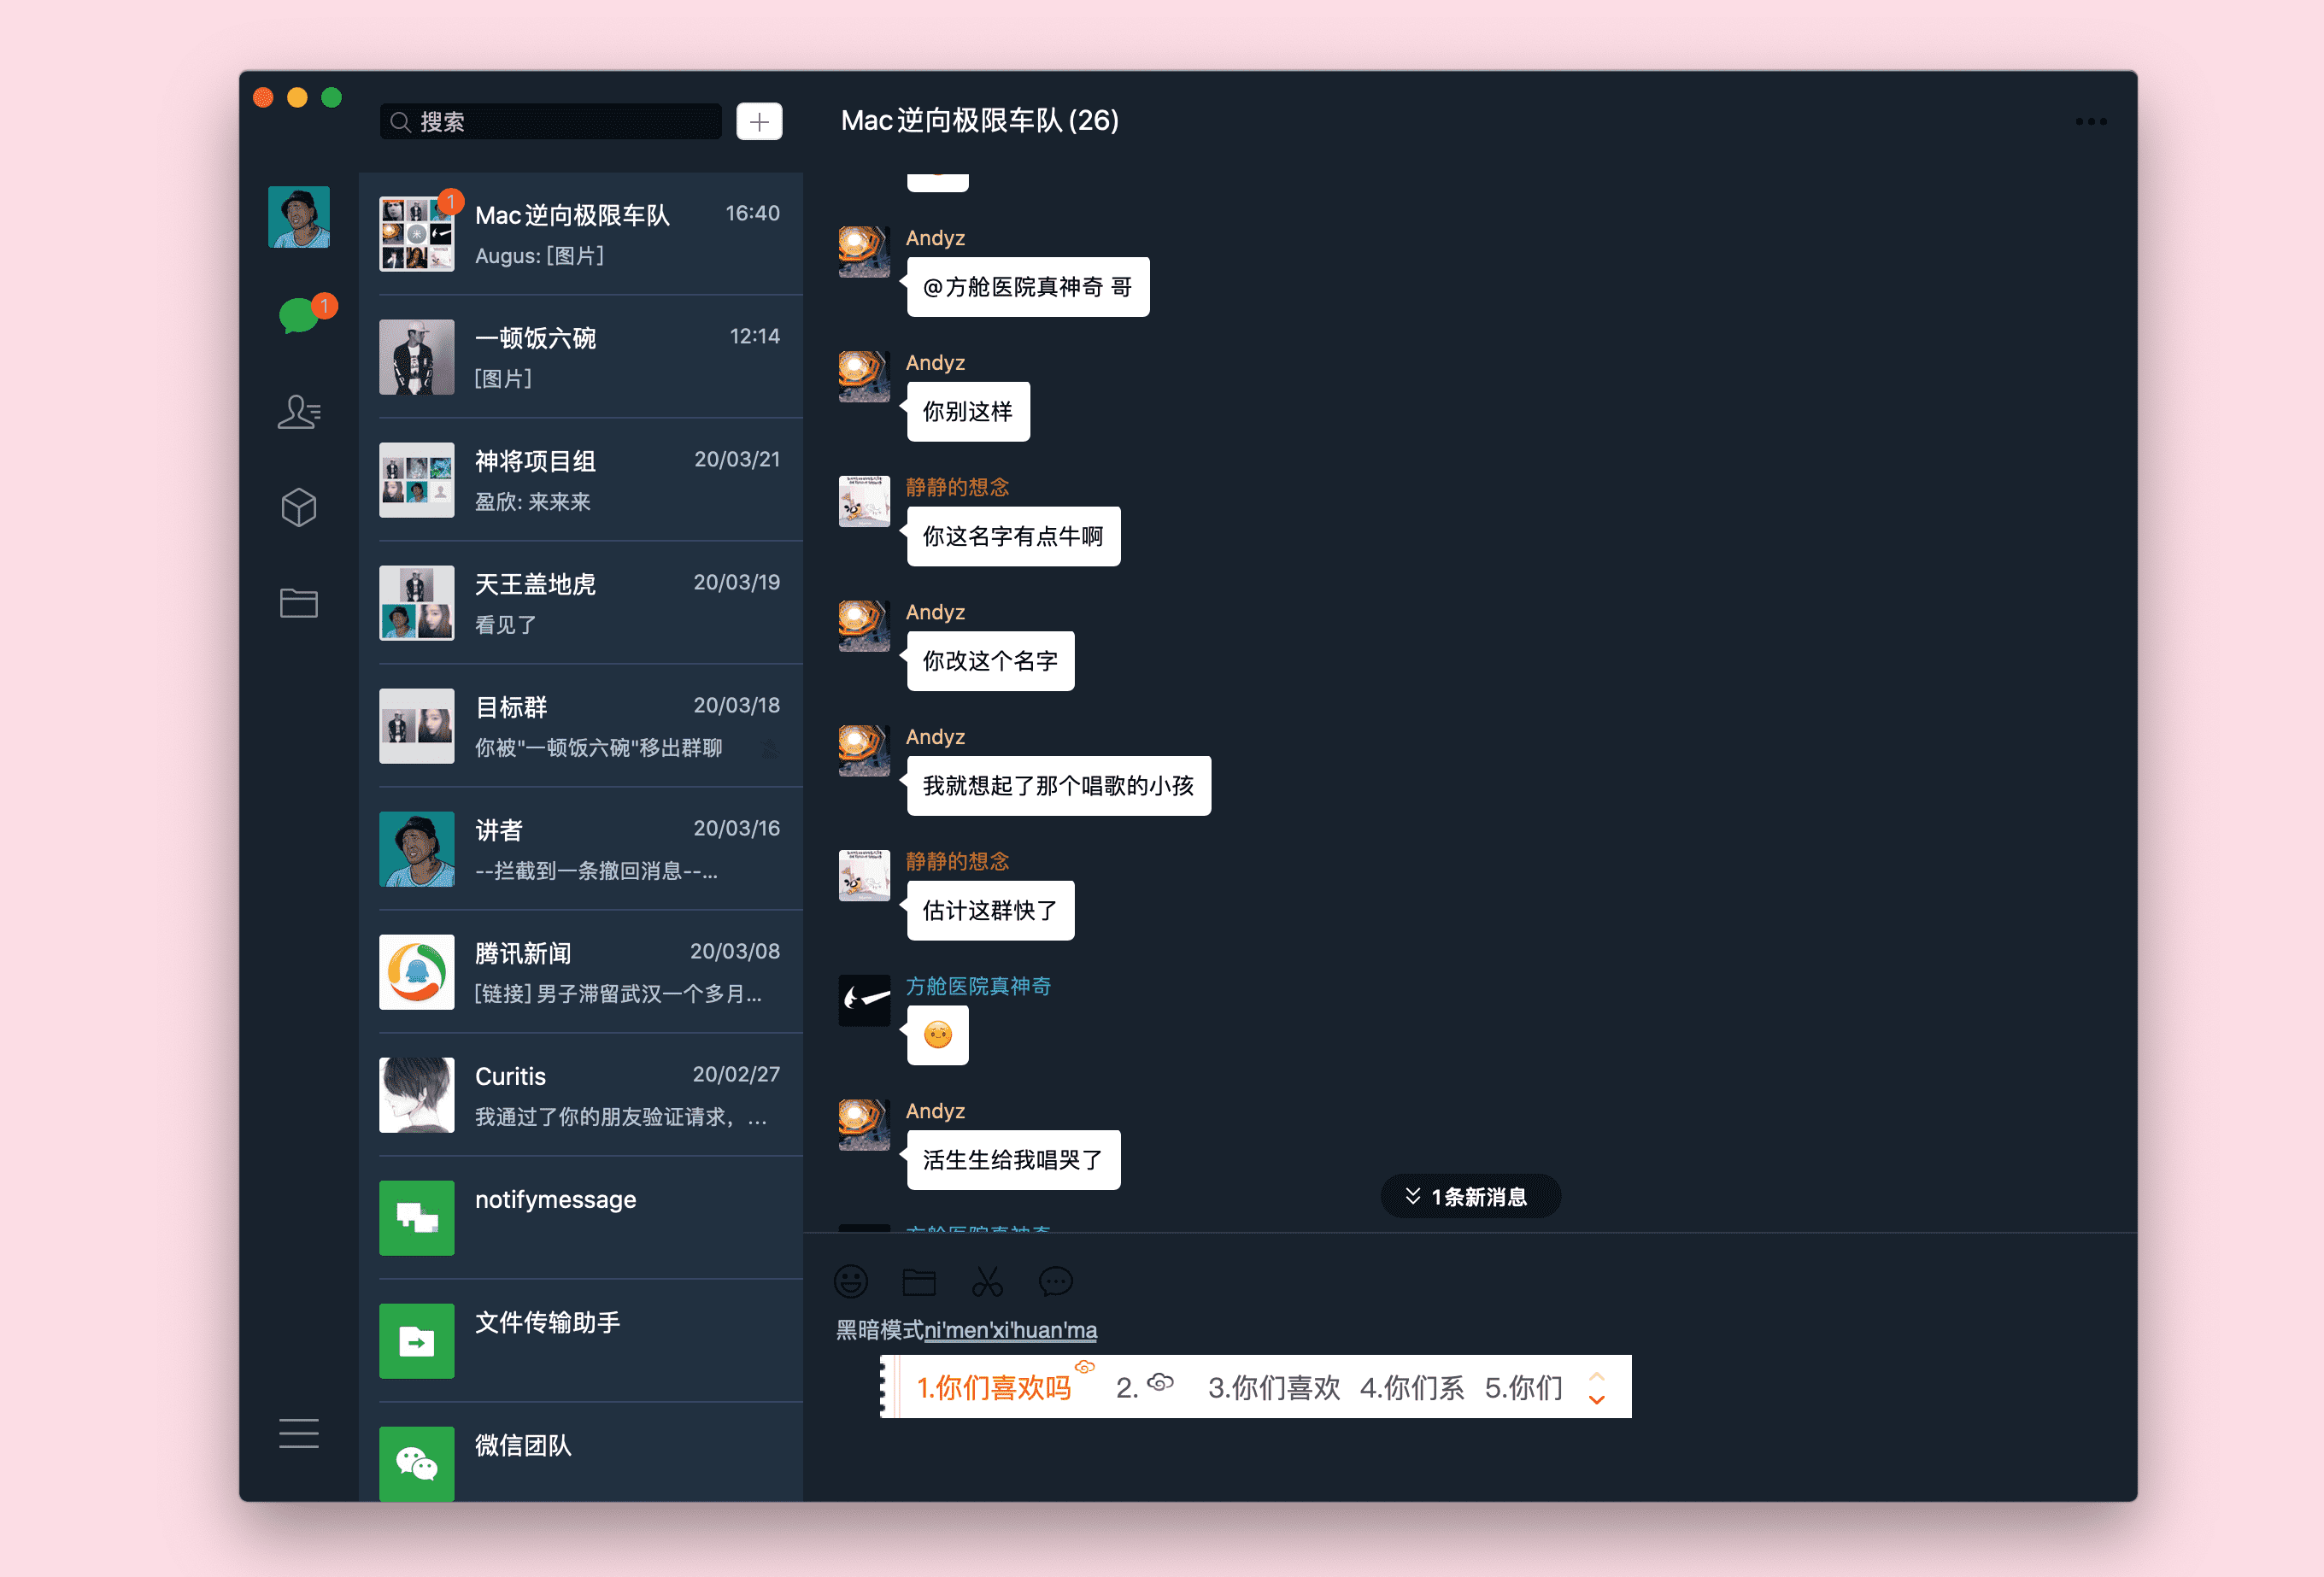 搜索
Mac逆向极限车队 (26)
1
Mac逆向极限车队 16:40
Augus: [图片]
1
一顿饭六碗 12:14
[图片]
神将项目组 20/03/21
盈欣: 来来来
天王盖地虎 20/03/19
看见了
目标群 20/03/18
你被"一顿饭六碗"移出群聊
讲者 20/03/16
--拦截到一条撤回消息--...
腾讯新闻 20/03/08
[链接] 男子滞留武汉一个多月...
Curitis 20/02/27
我通过了你的朋友验证请求，...
notifymessage
文件传输助手
微信团队
Andyz
@方舱医院真神奇 哥
Andyz
你别这样
静静的想念
你这名字有点牛啊
Andyz
你改这个名字
Andyz
我就想起了那个唱歌的小孩
静静的想念
估计这群快了
方舱医院真神奇
Andyz
活生生给我唱哭了
1条新消息
方舱医院真神奇
黑暗模式ni'men'xi'huan'ma
1.你们喜欢吗 2. 3.你们喜欢 4.你们系 5.你们